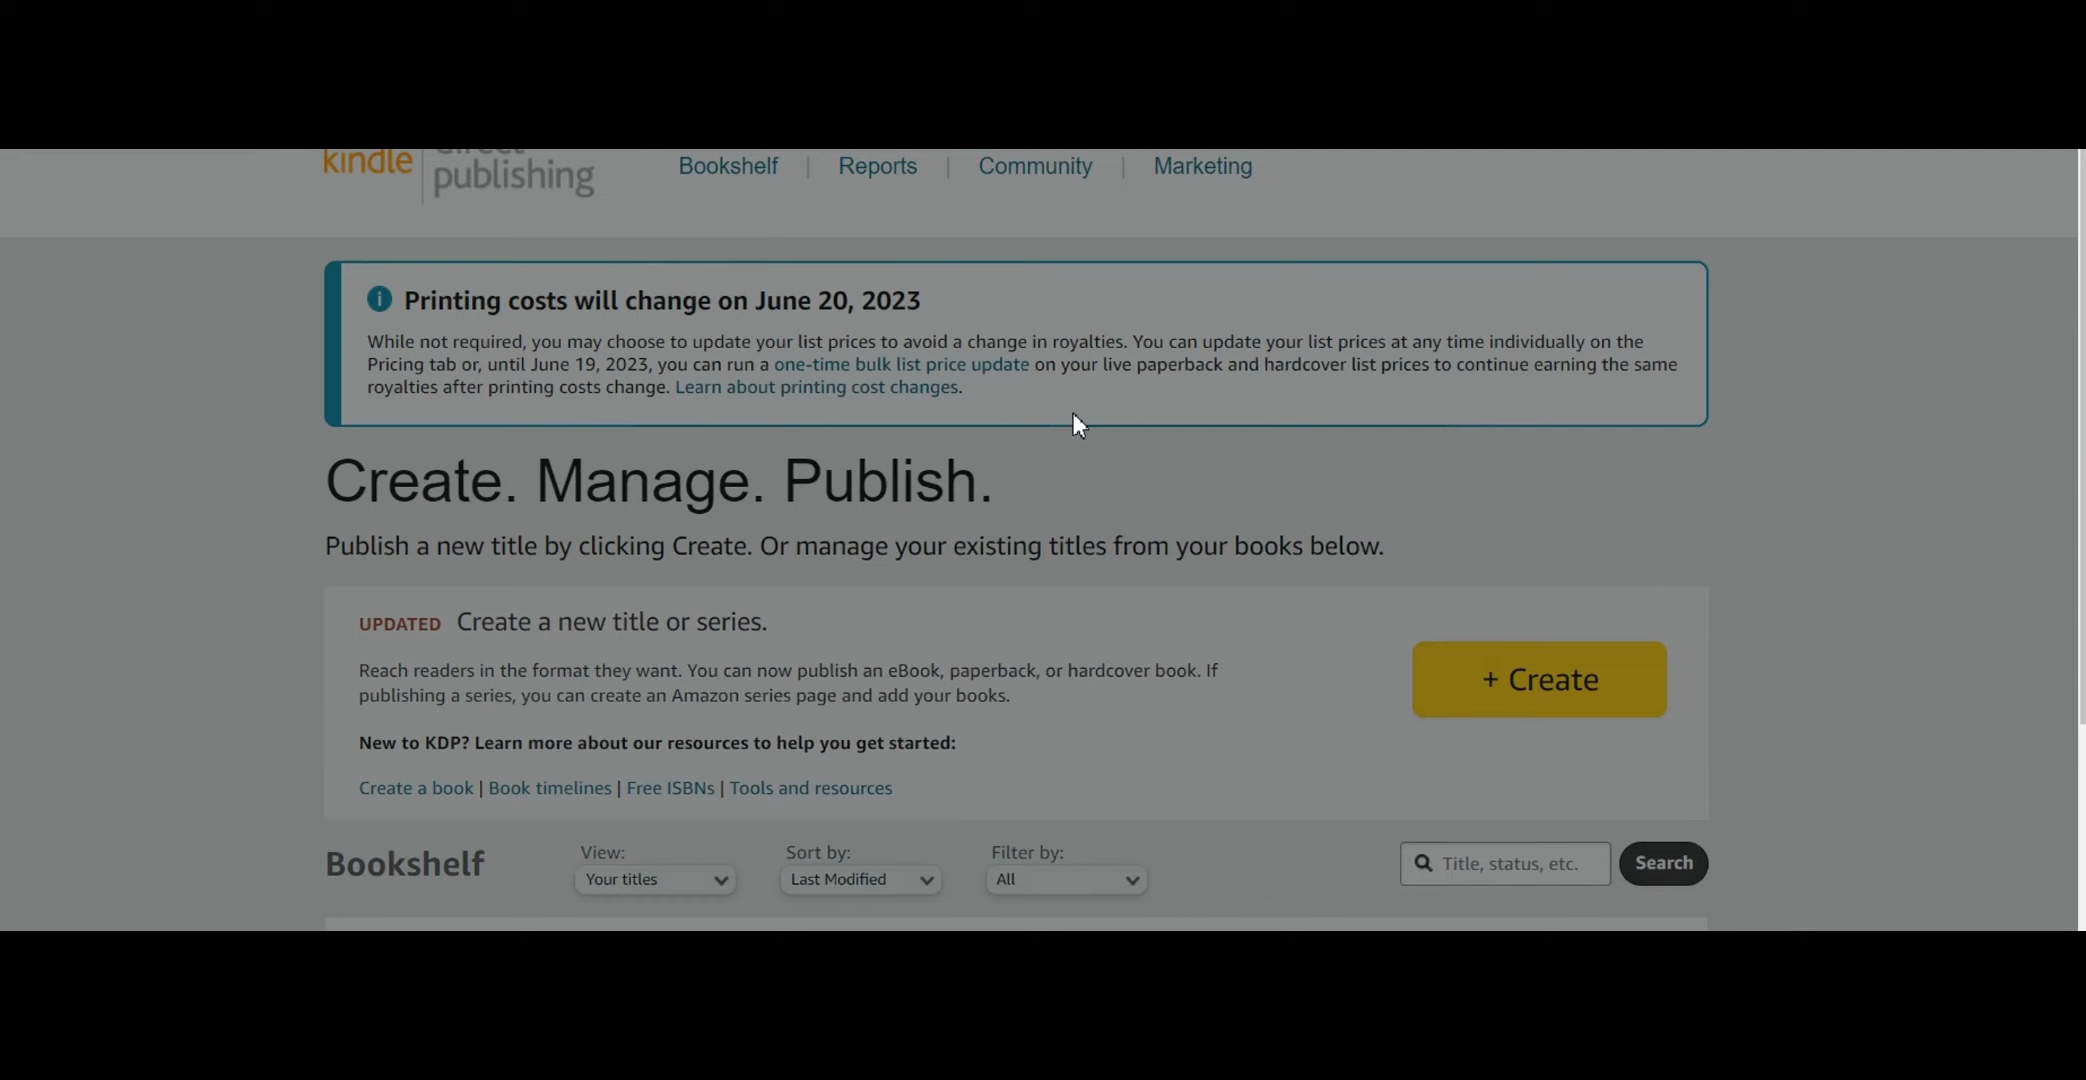 kindle direct publishing
Bookshelf | Reports | Community | Marketing
Printing costs will change on June 20, 2023
While not required, you may choose to update your list prices to avoid a change in royalties. You can update your list prices at any time individually on the
Pricing tab or, until June 19, 2023, you can run a one-time bulk list price update on your live paperback and hardcover list prices to continue earning the same
royalties after printing costs change. Learn about printing cost changes.
Create. Manage. Publish.
Publish a new title by clicking Create. Or manage your existing titles from your books below.
UPDATED Create a new title or series.
Reach readers in the format they want. You can now publish an eBook, paperback, or hardcover book. If
publishing a series, you can create an Amazon series page and add your books.
+ Create
New to KDP? Learn more about our resources to help you get started:
Create a book | Book timelines | Free ISBNs | Tools and resources
Bookshelf
View:
Your titles
Sort by:
Last Modified
Filter by:
All
Title, status, etc.
Search